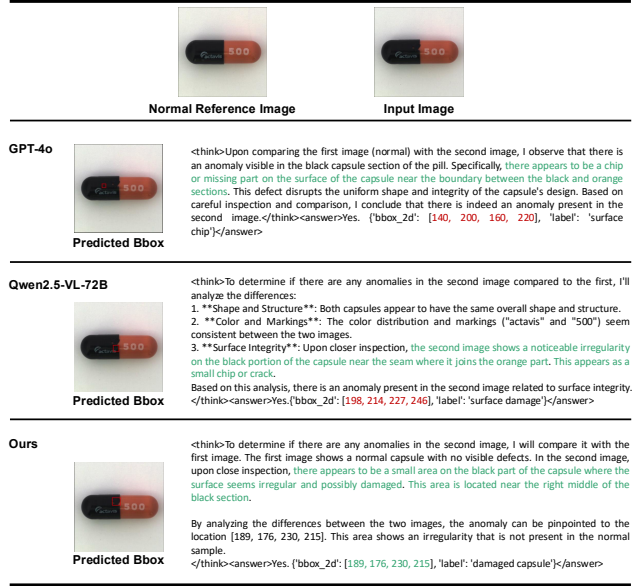 actavis 500
500
Normal Reference Image
Input Image
GPT-4o
500
Predicted Bbox
<think>Upon comparing the first image (normal) with the second image, I observe that there is
an anomaly visible in the black capsule section of the pill. Specifically, there appears to be a chip
or missing part on the surface of the capsule near the boundary between the black and orange
sections. This defect disrupts the uniform shape and integrity of the capsule's design. Based on
careful inspection and comparison, I conclude that there is indeed an anomaly present in the
second image.</think><answer>Yes. {'bbox_2d': [140, 200, 160, 220], 'label': 'surface
chip'}</answer>
Qwen2.5-VL-72B
500
Predicted Bbox
<think>To determine if there are any anomalies in the second image compared to the first, I'll
analyze the differences:
1. **Shape and Structure**: Both capsules appear to have the same overall shape and structure.
2. **Color and Markings**: The color distribution and markings ("actavis" and "500") seem
consistent between the two images.
3. **Surface Integrity**: Upon closer inspection, the second image shows a noticeable irregularity
on the black portion of the capsule near the seam where it joins the orange part. This appears as a
small chip or crack.
Based on this analysis, there is an anomaly present in the second image related to surface integrity.
</think><answer>Yes.{'bbox_2d': [198, 214, 227, 246], 'label': 'surface damage'}</answer>
Ours
500
Predicted Bbox
<think>To determine if there are any anomalies in the second image, I will compare it with the
first image. The first image shows a normal capsule with no visible defects. In the second image,
upon close inspection, there appears to be a small area on the black part of the capsule where the
surface seems irregular and possibly damaged. This area is located near the right middle of the
black section.
By analyzing the differences between the two images, the anomaly can be pinpointed to the
location [189, 176, 230, 215]. This area shows an irregularity that is not present in the normal
sample.
</think><answer>Yes. {'bbox_2d': [189, 176, 230, 215], 'label': 'damaged capsule'}</answer>